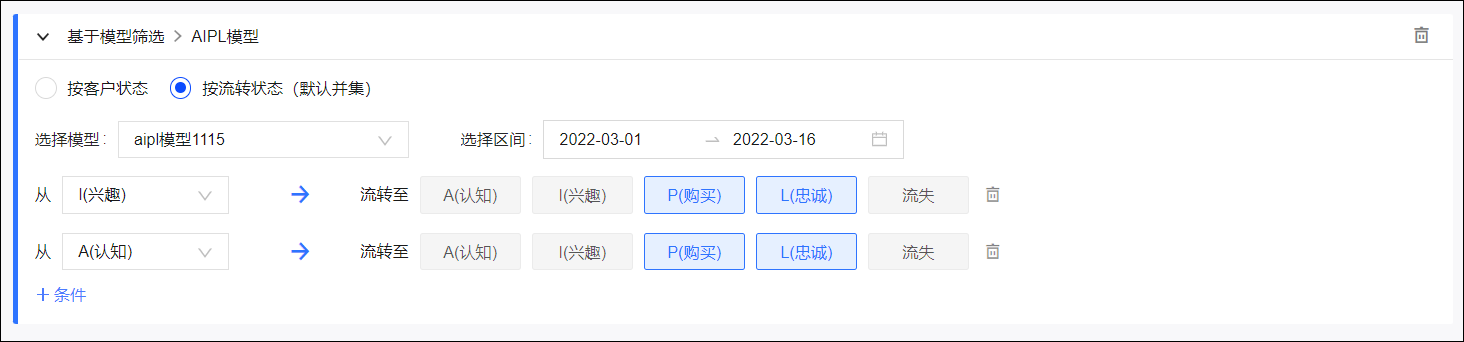 基于模型筛选 > AIPL模型
按客户状态 按流转状态（默认并集）
选择模型: aipl模型1115 选择区间: 2022-03-01 → 2022-03-16
从 I(兴趣) → 流转至 A(认知) I(兴趣) P(购买) L(忠诚) 流失
从 A(认知) → 流转至 A(认知) I(兴趣) P(购买) L(忠诚) 流失
+条件